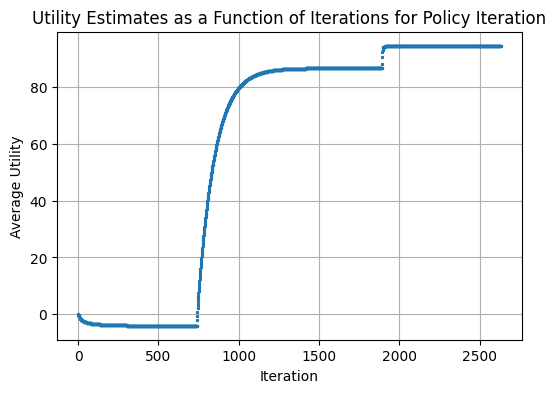 Utility Estimates as a Function of Iterations for Policy Iteration
Average Utility
80
60
40
20
0
0 500 1000 1500 2000 2500
Iteration